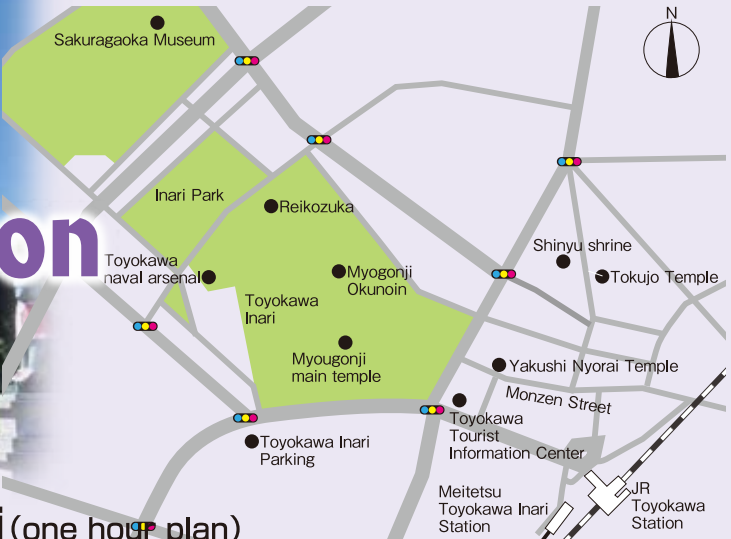 N
Sakuragaoka Museum
Inari Park
Reikozuka
on
Shinyu shrine
Toyokawa
naval arsenal
Myogonji
Okunoin
Tokujo Temple
Toyokawa
Inari
Myougonji
main temple
Yakushi Nyorai Temple
Monzen Street
Toyokawa
Tourist
Information Center
Toyokawa Inari
Parking
Meitetsu
Toyokawa Inari
Station
JR
Toyokawa
Station
i (one hour plan)